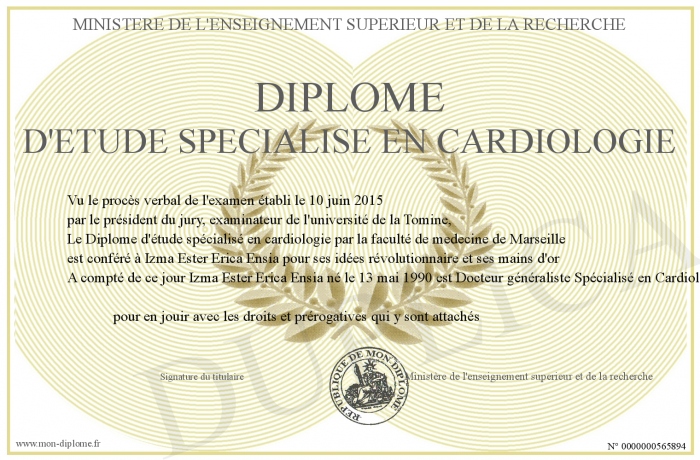 MINISTERE DE L'ENSEIGNEMENT SUPERIEUR ET DE LA RECHERCHE
DIPLOME
D'ETUDE SPECIALISE EN CARDIOLOGIE
Vu le procès verbal de l'examen établi le 10 juin 2015
par le président du jury, examinateur de l'université de la Tomine,
Le Diplome d'étude spécialisé en cardiologie par la faculté de medecine de Marseille
est conféré à Izma Ester Erica Ensia pour ses idées révolutionnaire et ses mains d'or
A compté de ce jour Izma Ester Erica Ensia né le 13 mai 1990 est Docteur généraliste Spécialisé en Cardiol
pour en jouir avec les droits et prérogatives qui y sont attachés
Signature du titulaire
REPUBLIQUE DE MON-DIPLOME
Ministère de l'enseignement superieur et de la recherche
www.mon-diplome.fr
N° 0000000565894